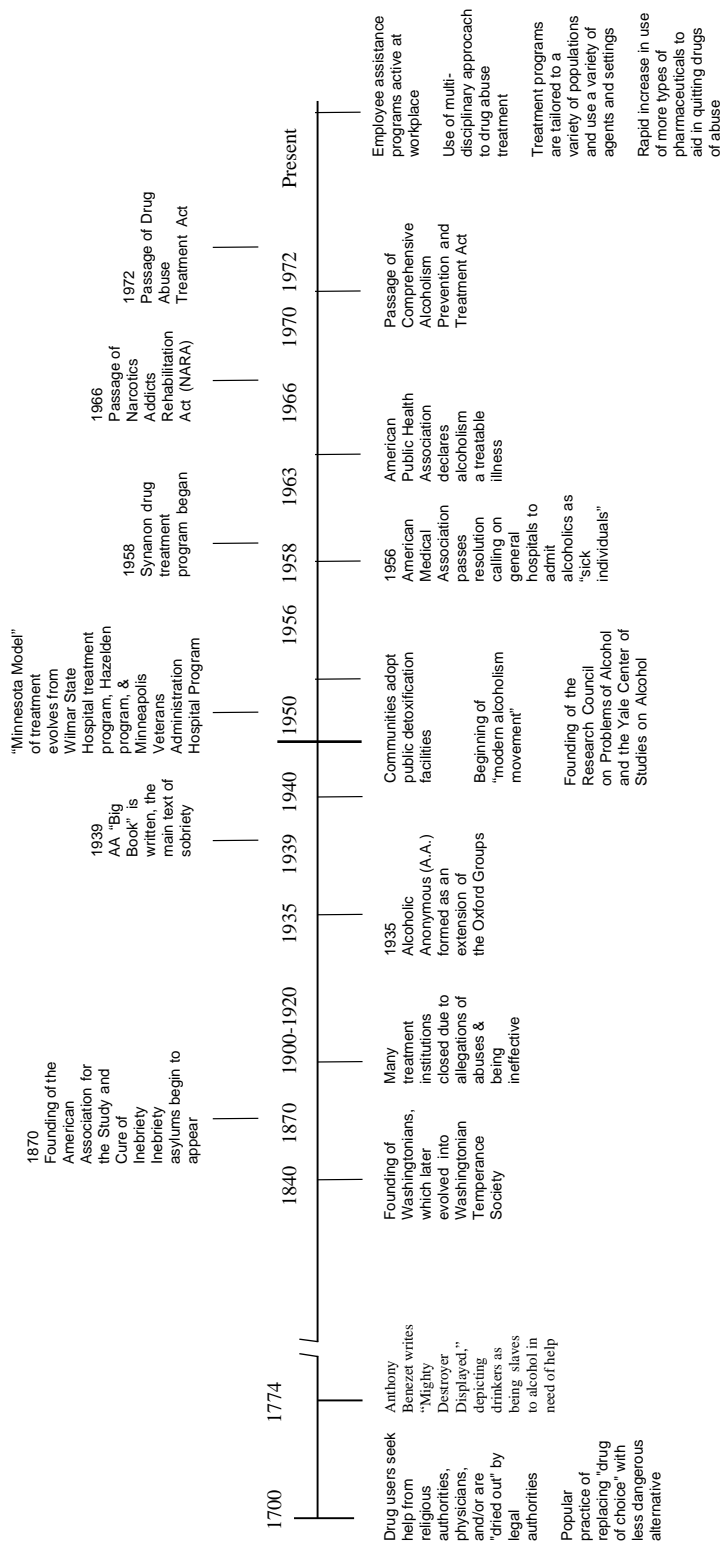 1870
Founding of the
American
Association for
the Study and
Cure of
Inebriety
Inebriety
asylums begin to
appear
1939
AA “Big
Book” is
written, the
main text of
sobriety
“Minnesota Model”
of treatment
evolves from
Wilmar State
Hospital treatment
program, Hazelden
program, &
Minneapolis
Veterans
Administration
Hospital Program
1958
Synanon drug
treatment
program began
1966
Passage of
Narcotics
Addicts
Rehabilitation
Act (NARA)
1972
Passage of Drug
Abuse
Treatment Act
1700
1774
1840
1870
1900-1920
1935
1939
1940
1950
1956
1958
1963
1966
1970
1972
Present
Drug users seek
help from
religious
authorities,
physicians,
and/or are
"dried out" by
legal
authorities
Popular
practice of
replacing "drug
of choice" with
less dangerous
alternative
Anthony
Benezet writes
“Mighty
Destroyer
Displayed,”
depicting
drinkers as
being slaves
to alcohol in
need of help
Founding of
Washingtonians,
which later
evolved into
Washingtonian
Temperance
Society
Many
treatment
institutions
closed due to
allegations of
abuses &
being
ineffective
1935
Alcoholic
Anonymous (A.A.)
formed as an
extension of
the Oxford Groups
Communities adopt
public detoxification
facilities
Beginning of
“modern alcoholism
movement”
Founding of the
Research Council
on Problems of Alcohol
and the Yale Center of
Studies on Alcohol
1956
American
Medical
Association
passes
resolution
calling on
general
hospitals to
admit
alcoholics as
“sick
individuals”
American
Public Health
Association
declares
alcoholism
a treatable
illness
Passage of
Comprehensive
Alcoholism
Prevention and
Treatment Act
Employee assistance
programs active at
workplace
Use of multi-
disciplinary approcach
to drug abuse
treatment
Treatment programs
are tailored to a
variety of populations
and use a variety of
agents and settings
Rapid increase in use
of more types of
pharmaceuticals to
aid in quitting drugs
of abuse